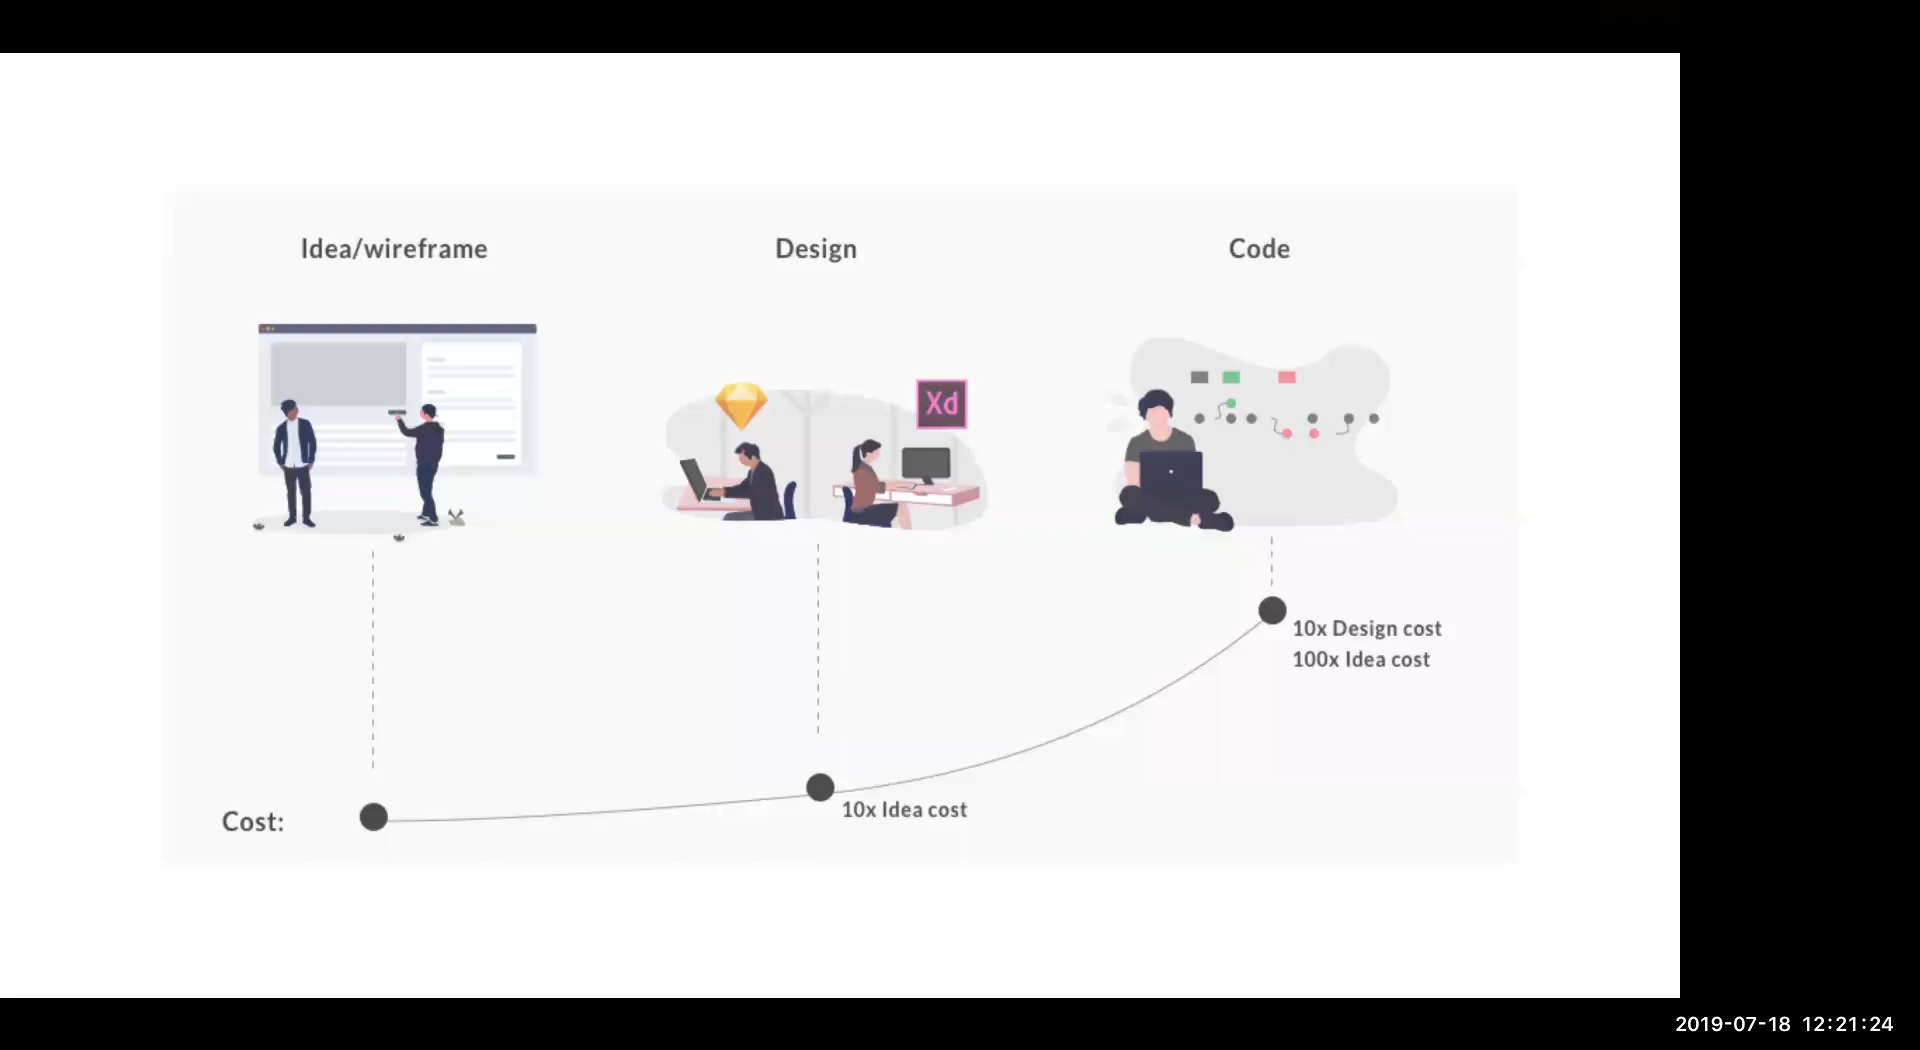 Idea/wireframe
Design
Code
Xd
10x Design cost
100x Idea cost
10x Idea cost
Cost:
2019-07-18 12:21:24